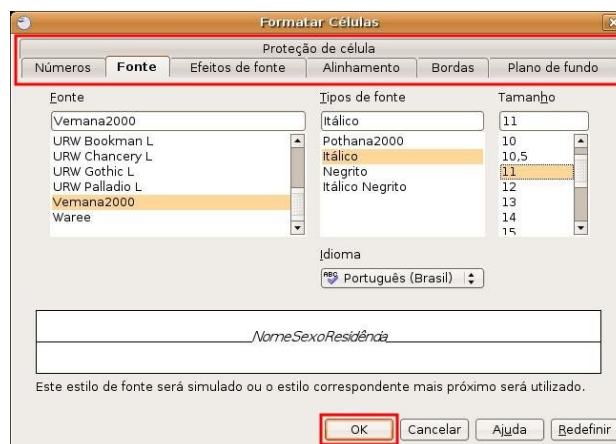 Formatar Células
Proteção de célula
Números Fonte Efeitos de fonte Alinhamento Bordas Plano de fundo
Fonte Tipos de fonte Tamanho
Vemana2000 Itálico 11
URW Bookman L Pothana2000 10
URW Chancery L Itálico 10,5
URW Gothic L Negrito 11
URW Palladio L Itálico Negrito 12
Vemana2000 13
Waree 14
15
Idioma
ABC Português (Brasil)
NomeSexoResidência
Este estilo de fonte será simulado ou o estilo correspondente mais próximo será utilizado.
OK Cancelar Ajuda Redefinir